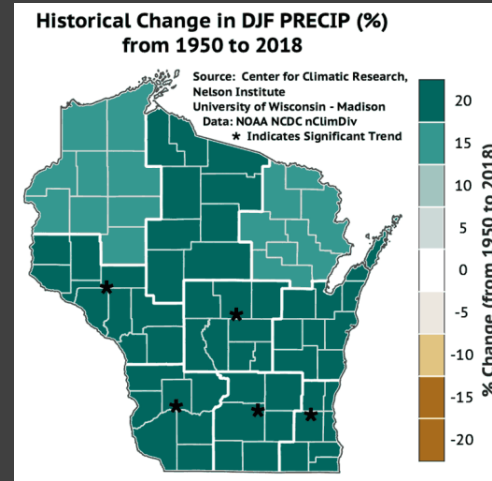 Historical Change in DJF PRECIP (%)
from 1950 to 2018
Source: Center for Climatic Research,
Nelson Institute
University of Wisconsin - Madison
Data: NOAA NCDC nClimDiv
* Indicates Significant Trend
20
15
10
5
0
-5
-10
-15
-20
% Change (from 1950 to 2018)